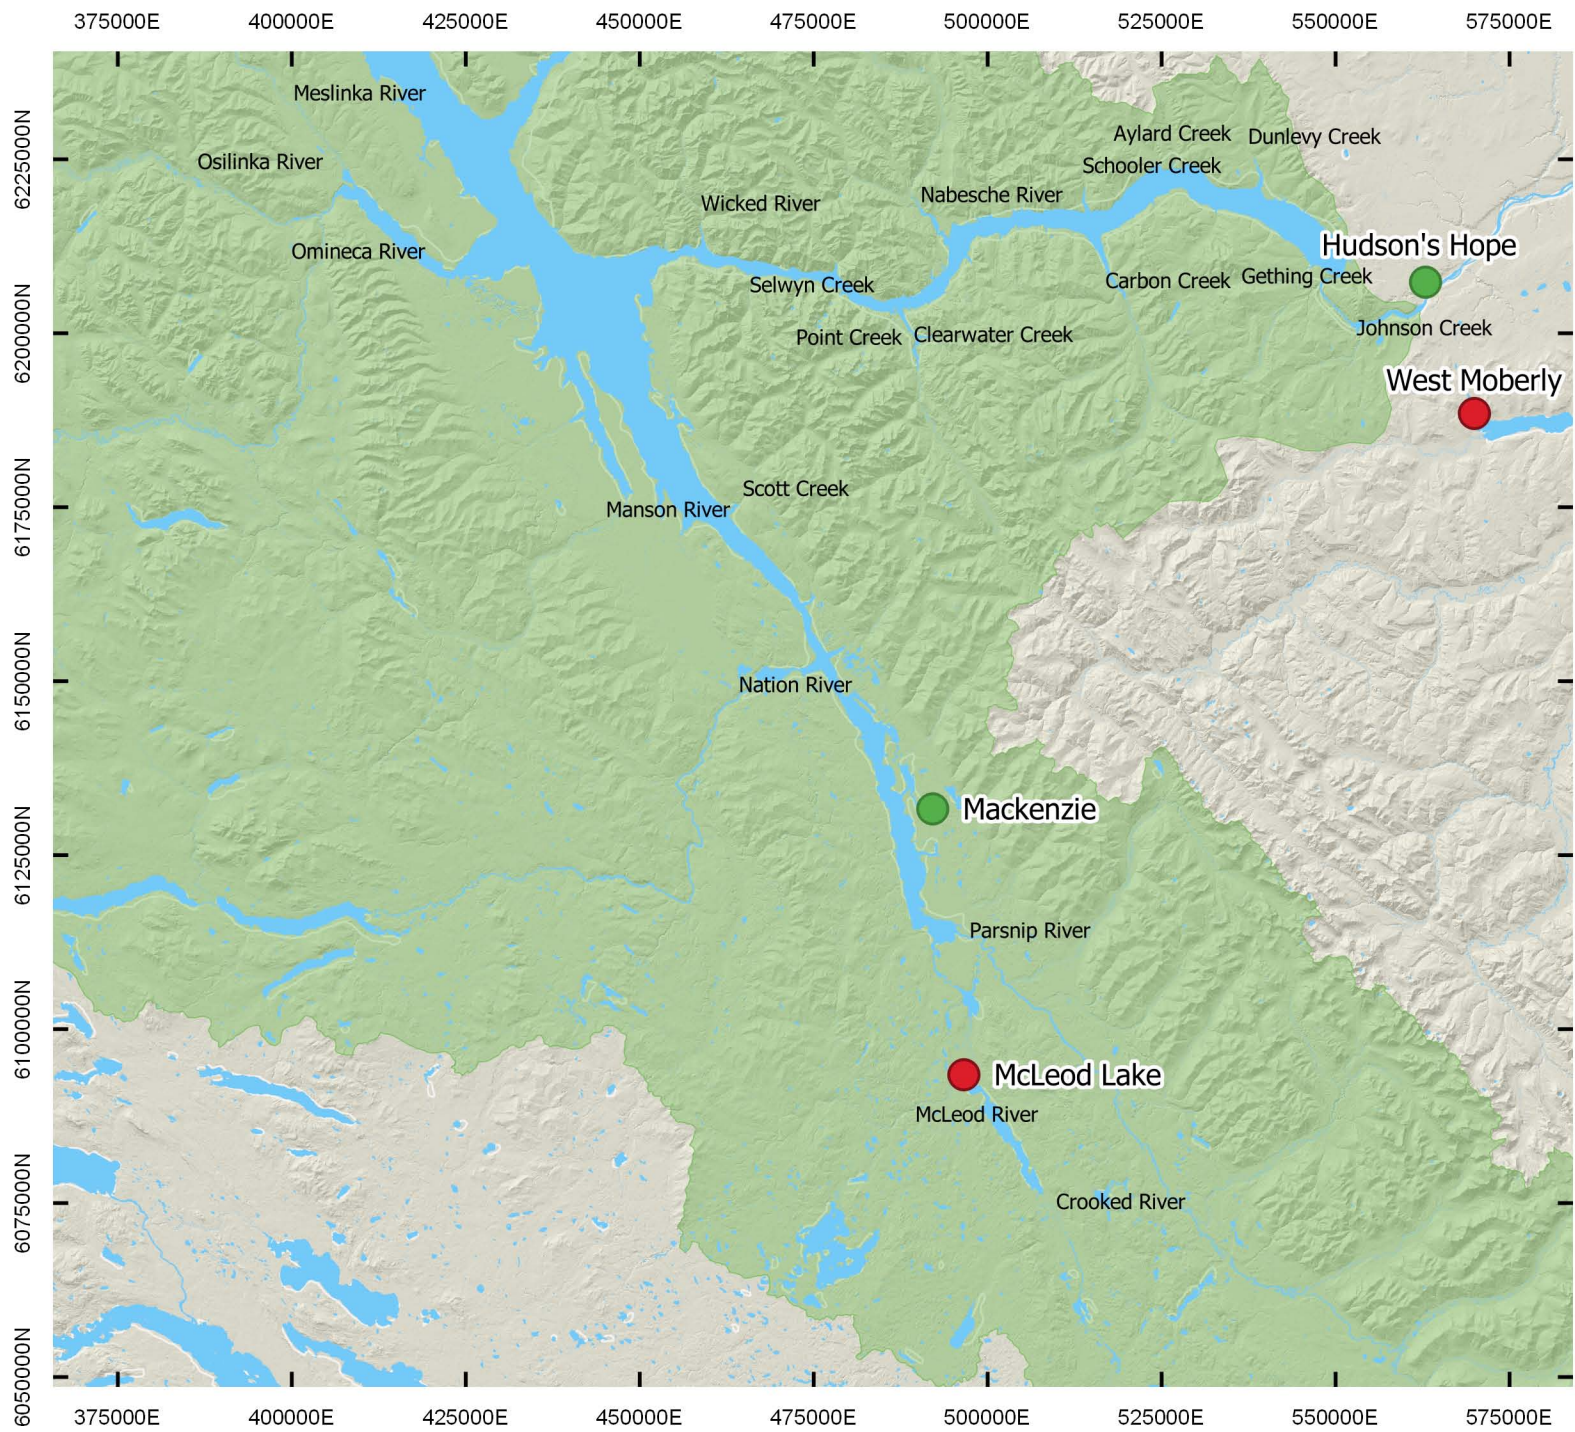 375000E 400000E 425000E 450000E 475000E 500000E 525000E 550000E 575000E
Meslinka River
6225000N
Aylard Creek
Dunlevy Creek
Osilinka River
Schooler Creek
Nabesche River
Wicked River
Hudson's Hope
Omineca River
Selwyn Creek
Carbon Creek
Gething Creek
6200000N
Point Creek
Clearwater Creek
Johnson Creek
West Moberly
Scott Creek
6175000N
Manson River
6150000N
Nation River
Mackenzie
6125000N
Parsnip River
6100000N
McLeod Lake
McLeod River
6075000N
Crooked River
6050000N
375000E 400000E 425000E 450000E 475000E 500000E 525000E 550000E 575000E